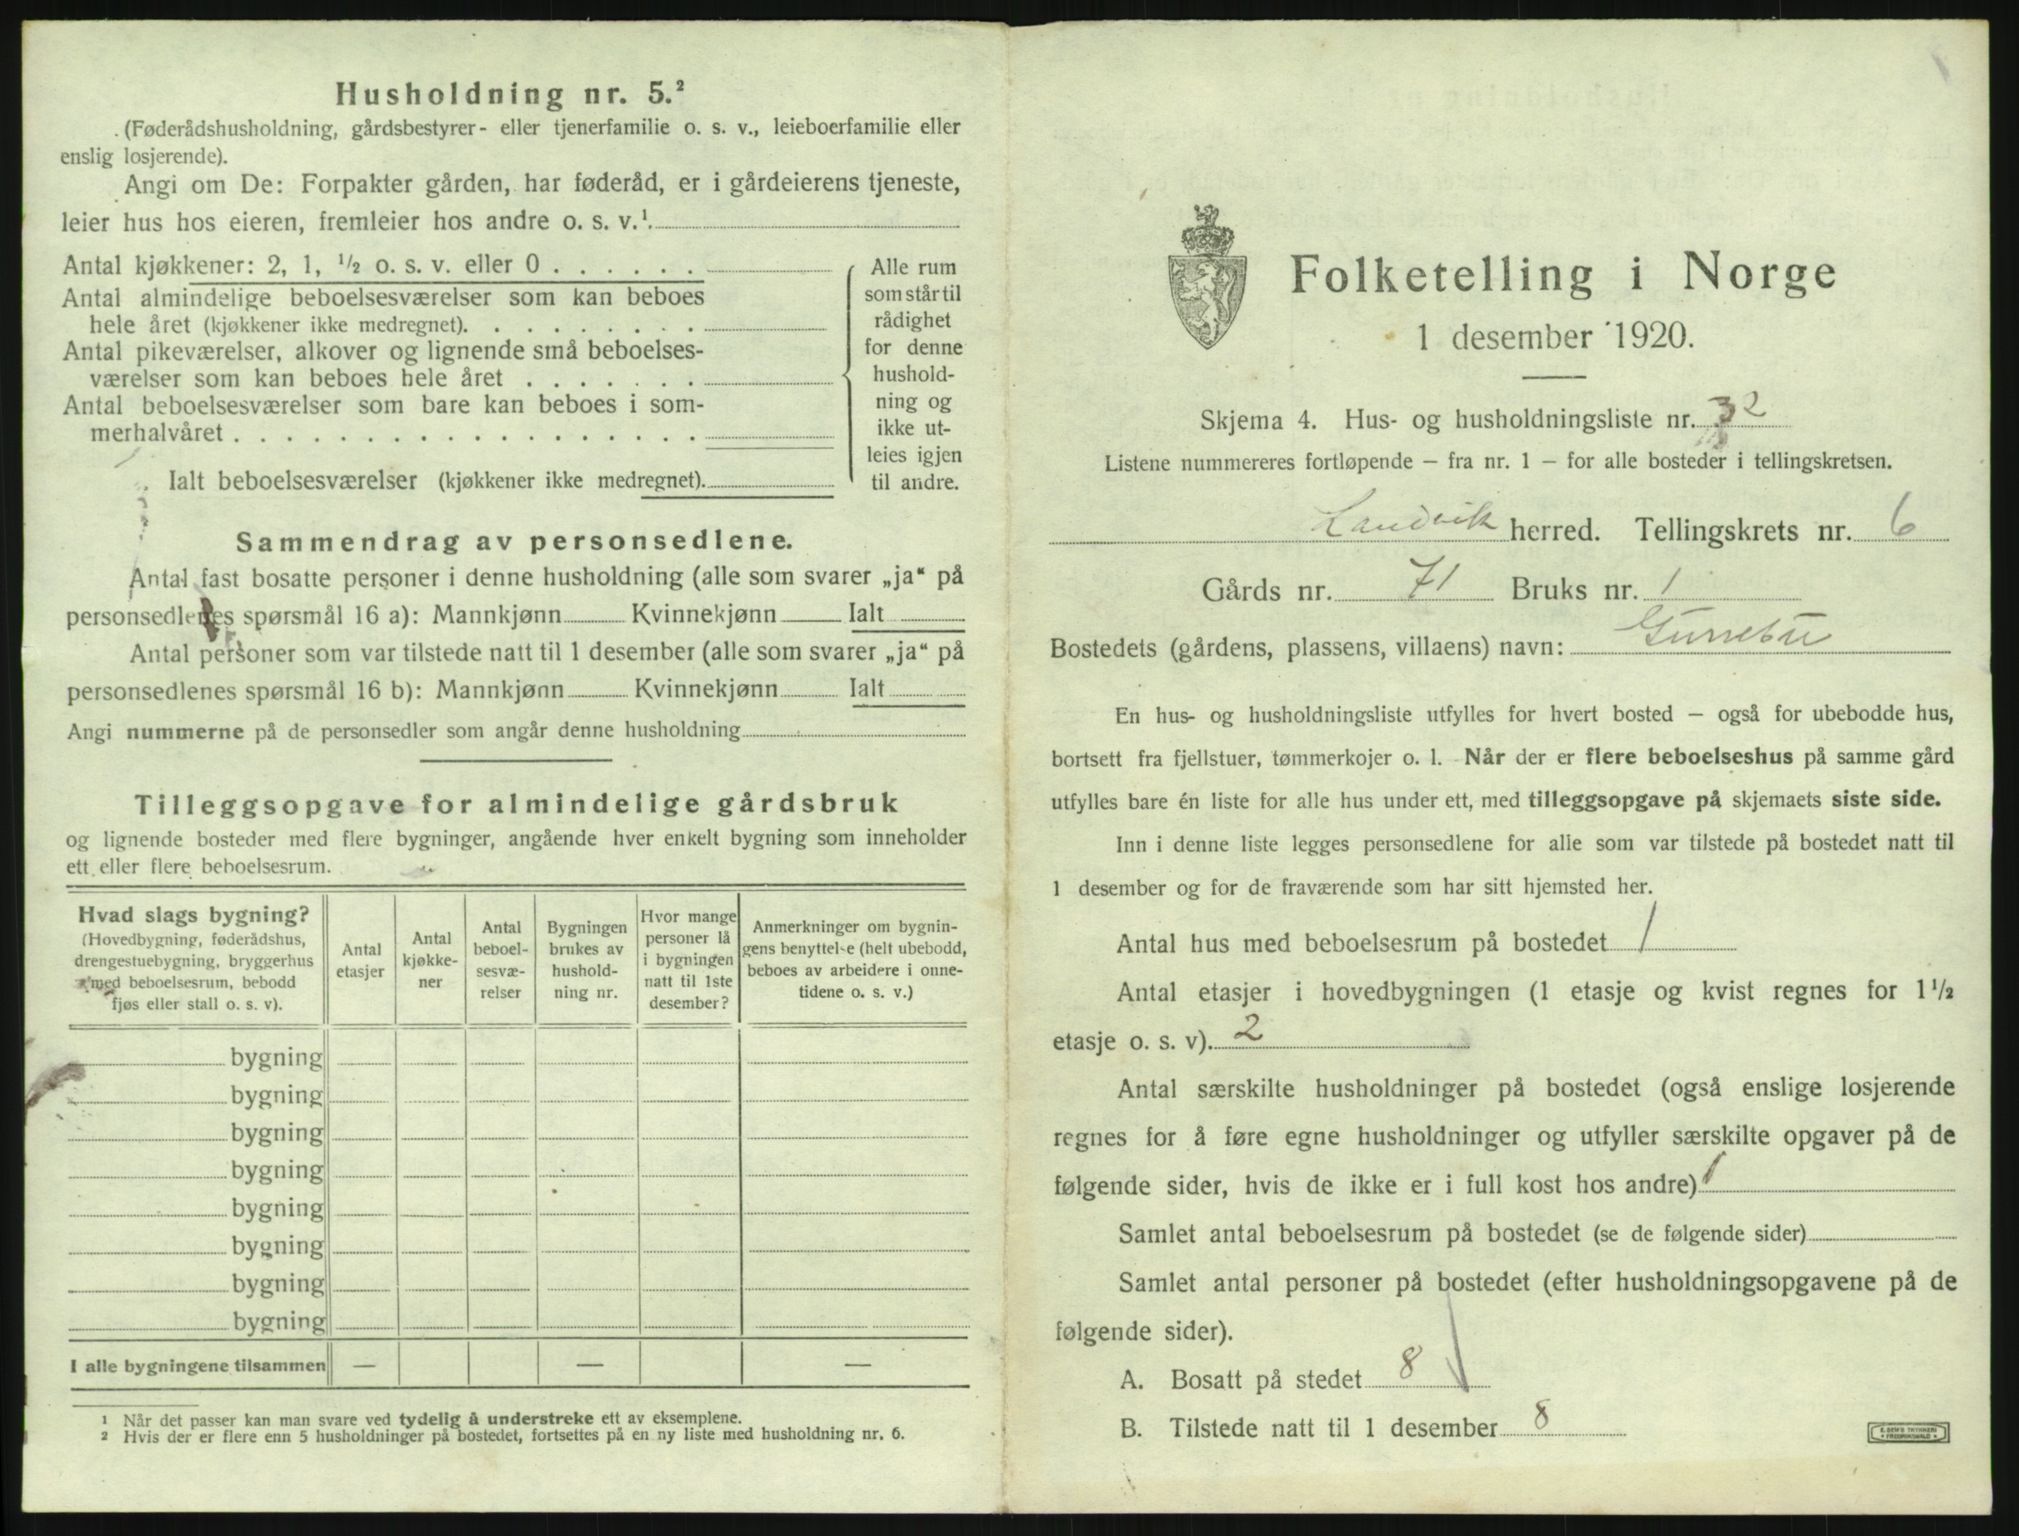 Husholdning nr. 5.²
(Føderådshusholdning, gårdsbestyrer- eller tjenerfamilie o. s. v., leieboerfamilie eller
enslig losjerende).
Angi om De: Forpakter gården, har føderåd, er i gårdeierens tjeneste,
leier hus hos eieren, fremleier hos andre o. s. v.¹
Antal kjøkkener: 2, 1, ½ o. s. v. eller 0 . . . . . .
Antal almindelige beboelsesværelser som kan beboes
hele året (kjøkkener ikke medregnet). . . . . . . . .
Antal pikeværelser, alkover og lignende små beboelses-
værelser som kan beboes hele året . . . . . . .
Antal beboelsesværelser som bare kan beboes i som-
merhalvåret . . . . . . . . . . . . . . . . . .
Ialt beboelsesværelser (kjøkkener ikke medregnet).
Alle rum
som står til
rådighet
for denne
hushold-
ning og
ikke ut-
leies igjen
til andre.
Sammendrag av personsedlene.
Antal fast bosatte personer i denne husholdning (alle som svarer „ja“ på
personsedlenes spørsmål 16 a): Mannkjønn Kvinnekjønn Ialt
Antal personer som var tilstede natt til 1 desember (alle som svarer „ja“ på
personsedlenes spørsmål 16 b): Mannkjønn Kvinnekjønn Ialt
Angi nummerne på de personsedler som angår denne husholdning
Tilleggsopgave for almindelige gårdsbruk
og lignende bosteder med flere bygninger, angående hver enkelt bygning som inneholder
ett eller flere beboelsesrum.
Hvad slags bygning?
(Hovedbygning, føderådshus,
drengestuebygning, bryggerhus
med beboelsesrum, bebodd
fjøs eller stall o. s. v).
Antal
etasjer
Antal
kjøkke-
ner
Antal
beboel-
sesvæ-
relser
Bygningen
brukes av
hushold-
ning nr.
Hvor mange
personer lå
i bygningen
natt til 1ste
desember?
Anmerkninger om bygnin-
gens benyttelse (helt ubebodd,
beboes av arbeidere i onne-
tidene o. s. v.)
bygning
bygning
bygning
bygning
bygning
bygning
bygning
bygning
I alle bygningene tilsammen — — —
¹ Når det passer kan man svare ved tydelig å understreke ett av eksemplene.
² Hvis der er flere enn 5 husholdninger på bostedet, fortsettes på en ny liste med husholdning nr. 6.
Folketelling i Norge
1 desember 1920.
Skjema 4. Hus- og husholdningsliste nr. 32
Listene nummereres fortløpende – fra nr. 1 – for alle bosteder i tellingskretsen.
Landvik herred. Tellingskrets nr. 6
Gårds nr. 71 Bruks nr. 1
Bostedets (gårdens, plassens, villaens) navn: Gurrebu
En hus- og husholdningsliste utfylles for hvert bosted – også for ubebodde hus,
bortsett fra fjellstuer, tømmerkojer o. l. Når der er flere beboelseshus på samme gård
utfylles bare én liste for alle hus under ett, med tilleggsopgave på skjemaets siste side.
Inn i denne liste legges personsedlene for alle som var tilstede på bostedet natt til
1 desember og for de fraværende som har sitt hjemsted her.
Antal hus med beboelsesrum på bostedet 1
Antal etasjer i hovedbygningen (1 etasje og kvist regnes for 1½
etasje o. s. v). 2
Antal særskilte husholdninger på bostedet (også enslige losjerende
regnes for å føre egne husholdninger og utfyller særskilte opgaver på de
følgende sider, hvis de ikke er i full kost hos andre) 1
Samlet antal beboelsesrum på bostedet (se de følgende sider)
Samlet antal personer på bostedet (efter husholdningsopgavene på de
følgende sider).
A. Bosatt på stedet 8
B. Tilstede natt til 1 desember 8